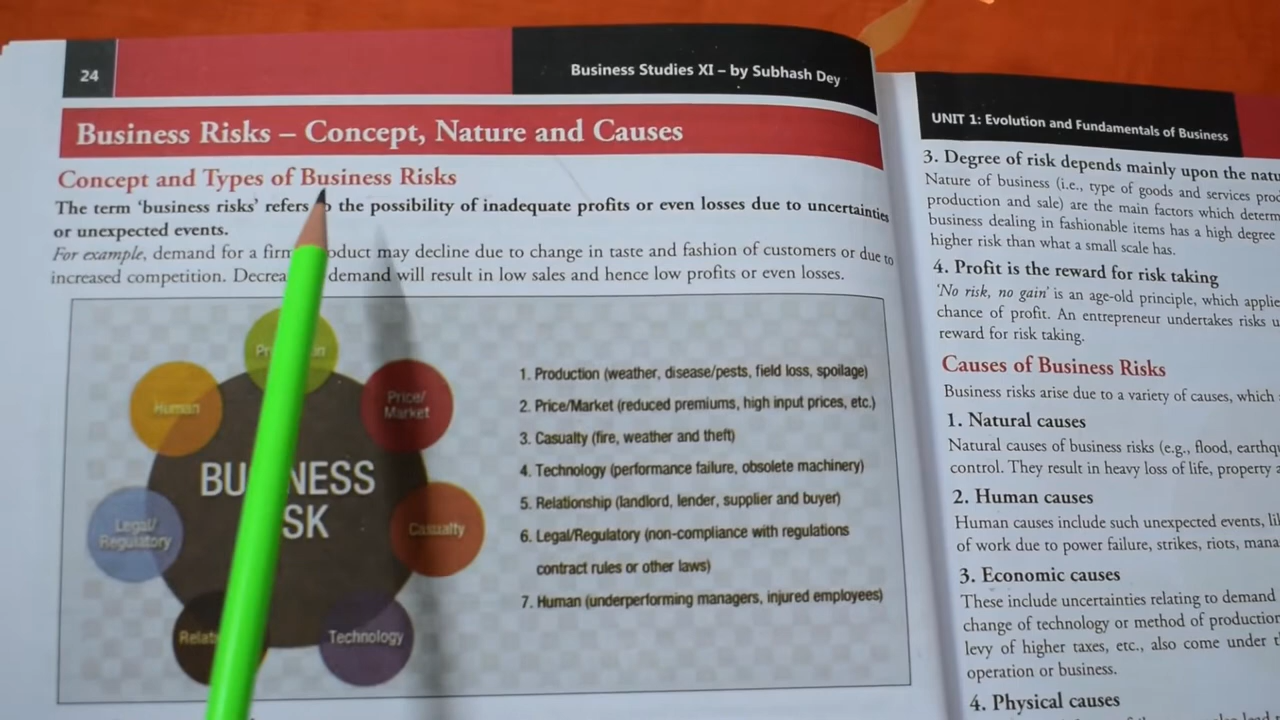 24
Business Studies XI – by Subhash Dey
Business Risks – Concept, Nature and Causes
Concept and Types of Business Risks
The term 'business risks' refers the possibility of inadequate profits or even losses due to uncertainties
or unexpected events.
For example, demand for a firm may decline due to change in taste and fashion of customers or due to
increased competition. demand will result in low sales and hence low profits or even losses.
Human
Price/
Market
Legal/
Regulatory
Casualty
Technology
1. Production (weather, disease/pests, field loss, spoilage)
2. Price/Market (reduced premiums, high input prices, etc.)
3. Casualty (fire, weather and theft)
4. Technology (performance failure, obsolete machinery)
5. Relationship (landlord, lender, supplier and buyer)
6. Legal/Regulatory (non-compliance with regulations
contract rules or other laws)
7. Human (underperforming managers, injured employees)
UNIT 1: Evolution and Fundamentals of Business
3. Degree of risk depends mainly upon the
Nature of business (i.e., type of goods and services
production and sale) are the main factors which
business dealing in fashionable items has a high degree
higher risk than what a small scale has.
4. Profit is the reward for risk taking
'No risk, no gain' is an age-old principle, which
chance of profit. An entrepreneur undertakes risks
reward for risk taking.
Causes of Business Risks
Business risks arise due to a variety of causes, which
1. Natural causes
Natural causes of business risks (e.g., flood,
control. They result in heavy loss of life, property
2. Human causes
Human causes include such unexpected events,
of work due to power failure, strikes, riots,
3. Economic causes
These include uncertainties relating to demand
change of technology or method of
levy of higher taxes, etc., also come under
operation or business.
4. Physical causes